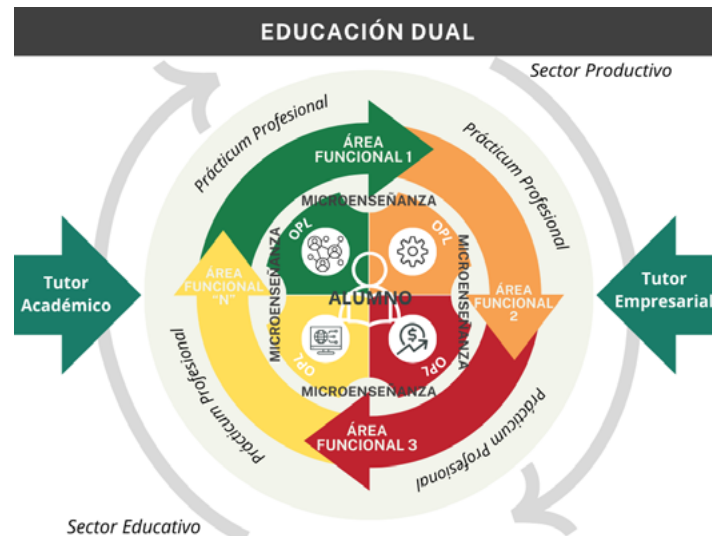 EDUCACIÓN DUAL
Sector Productivo
Prácticum Profesional
Prácticum Profesional
ÁREA
FUNCIONAL 1
MICROENSEÑANZA
OPL
OPL
Tutor
Académico
ÁREA
FUNCIONAL
"N"
MICROENSEÑANZA
ALUMNO
MICROENSEÑANZA
ÁREA
FUNCIONAL
2
Tutor
Empresarial
OPL
OPL
MICROENSEÑANZA
ÁREA
FUNCIONAL 3
Prácticum Profesional
Prácticum Profesional
Sector Educativo